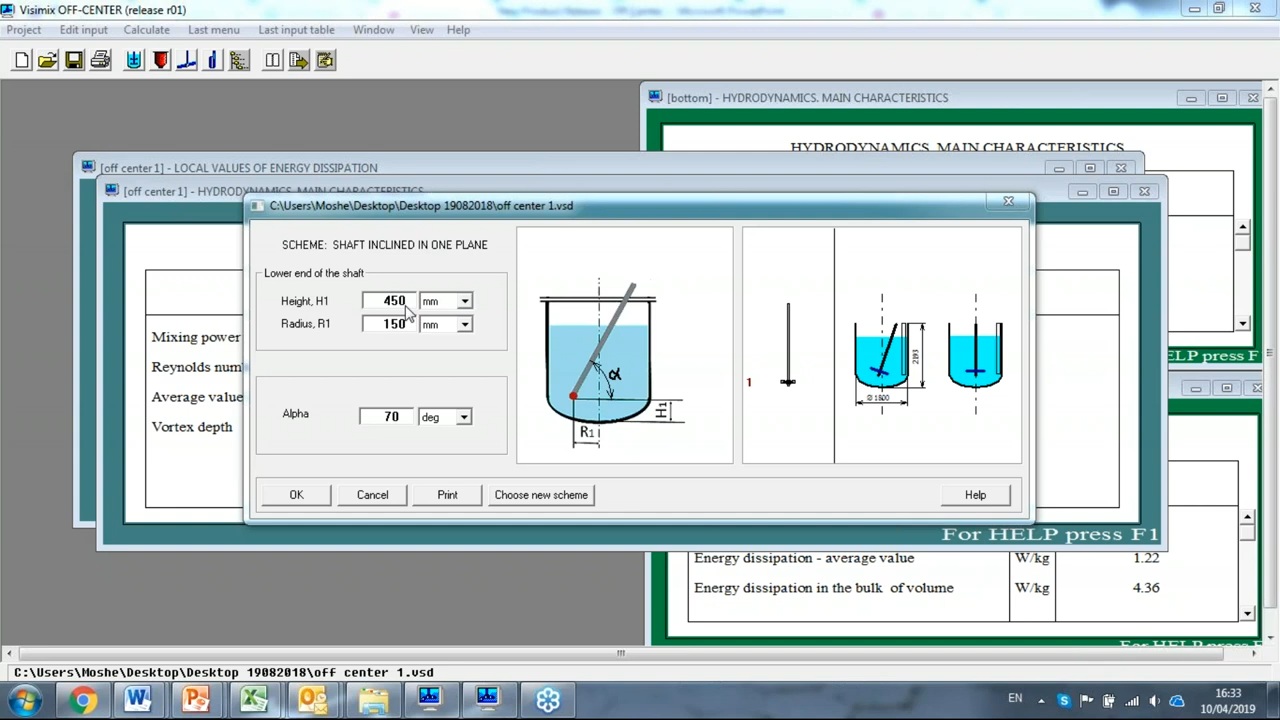 Visimix OFF-CENTER (release r01)
Project Edit input Calculate Last menu Last input table Window View Help
[bottom] - HYDRODYNAMICS. MAIN CHARACTERISTICS
HYDRODYNAMICS. MAIN CHARACTERISTICS
[off center1] - LOCAL VALUES OF ENERGY DISSIPATION
[off center1] - HYDRODYNAMICS. MAIN CHARACTERISTICS
C:\Users\Moshe\Desktop\Desktop 19082018\off center 1.vsd
SCHEME: SHAFT INCLINED IN ONE PLANE
Lower end of the shaft
Height, H1 450 mm
Radius, R1 150 mm
Alpha 70 deg
α
H1
R1
1
2193
⌀ 1600
OK Cancel Print Choose new scheme Help
Mixing power
Reynolds num
Average value
Vortex depth
HELP press F
For HELP press F1
Energy dissipation - average value W/kg 1.22
Energy dissipation in the bulk of volume W/kg 4.36
C:\Users\Moshe\Desktop\Desktop 19082018\off center 1.vsd
EN
16:33
10/04/2019